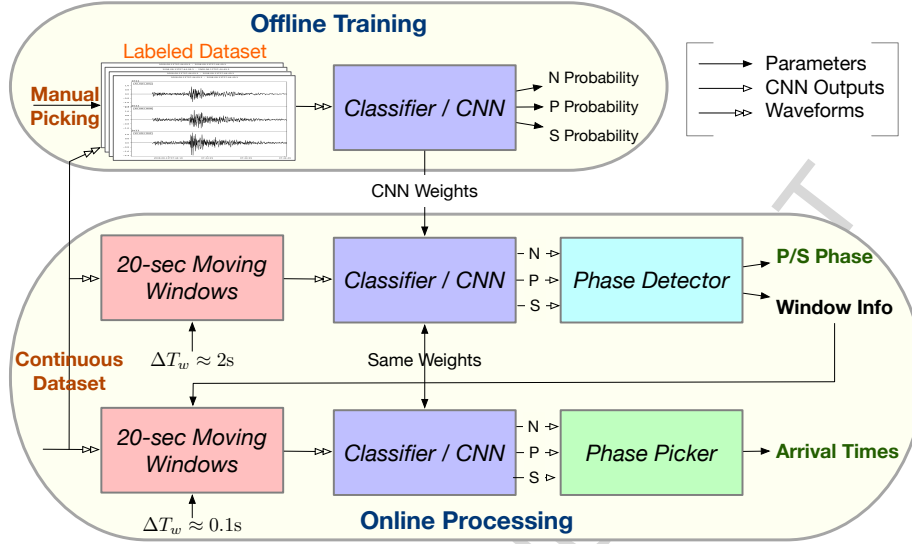 Offline Training
Labeled Dataset
Manual
Picking
Classifier / CNN
N Probability
P Probability
S Probability
Parameters
CNN Outputs
Waveforms
CNN Weights
20-sec Moving
Windows
Classifier / CNN
N
P
S
Phase Detector
P/S Phase
Window Info
ΔT_w ≈ 2s
Same Weights
Continuous
Dataset
20-sec Moving
Windows
Classifier / CNN
N
P
S
Phase Picker
Arrival Times
ΔT_w ≈ 0.1s
Online Processing
T